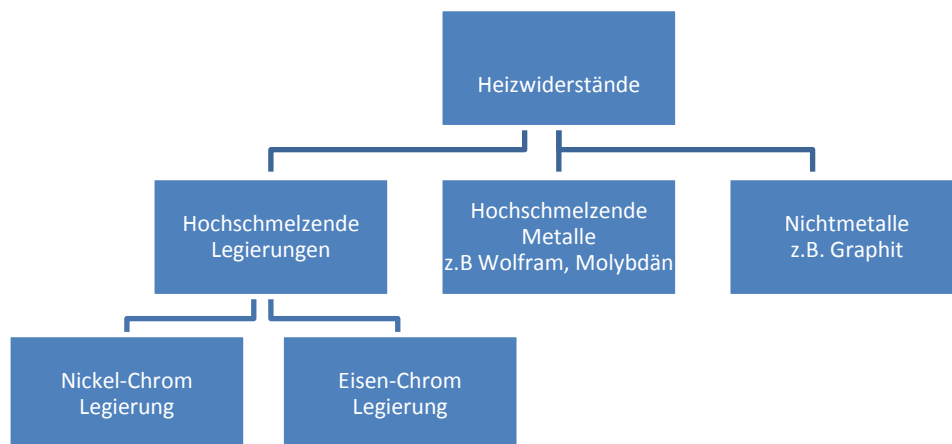 Heizwiderstände
Hochschmelzende
Legierungen
Hochschmelzende
Metalle
z.B Wolfram, Molybdän
Nichtmetalle
z.B. Graphit
Nickel-Chrom
Legierung
Eisen-Chrom
Legierung